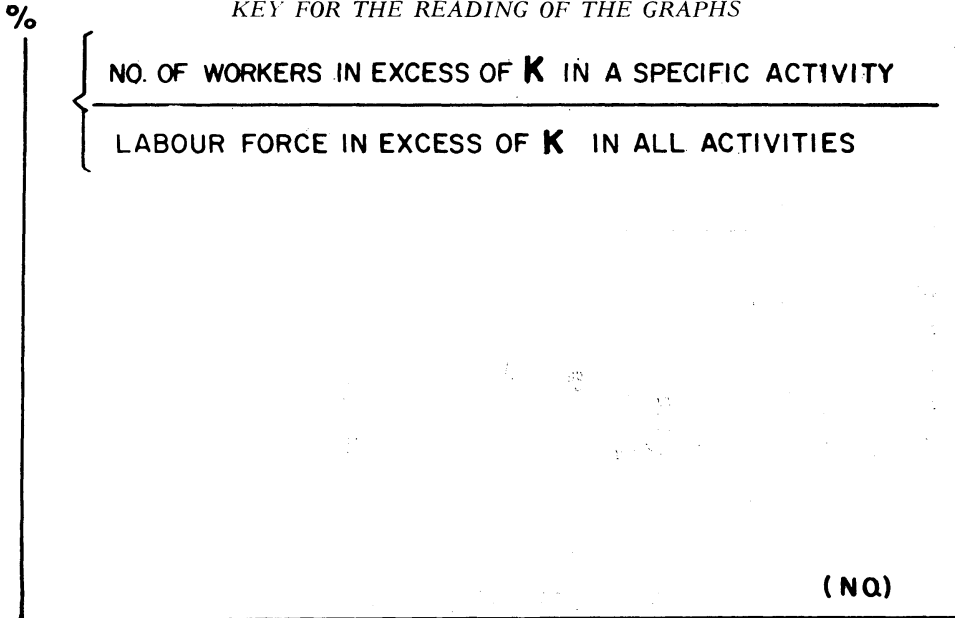 KEY FOR THE READING OF THE GRAPHS
%
NO. OF WORKERS IN EXCESS OF K IN A SPECIFIC ACTIVITY
LABOUR FORCE IN EXCESS OF K IN ALL ACTIVITIES
(NO.)